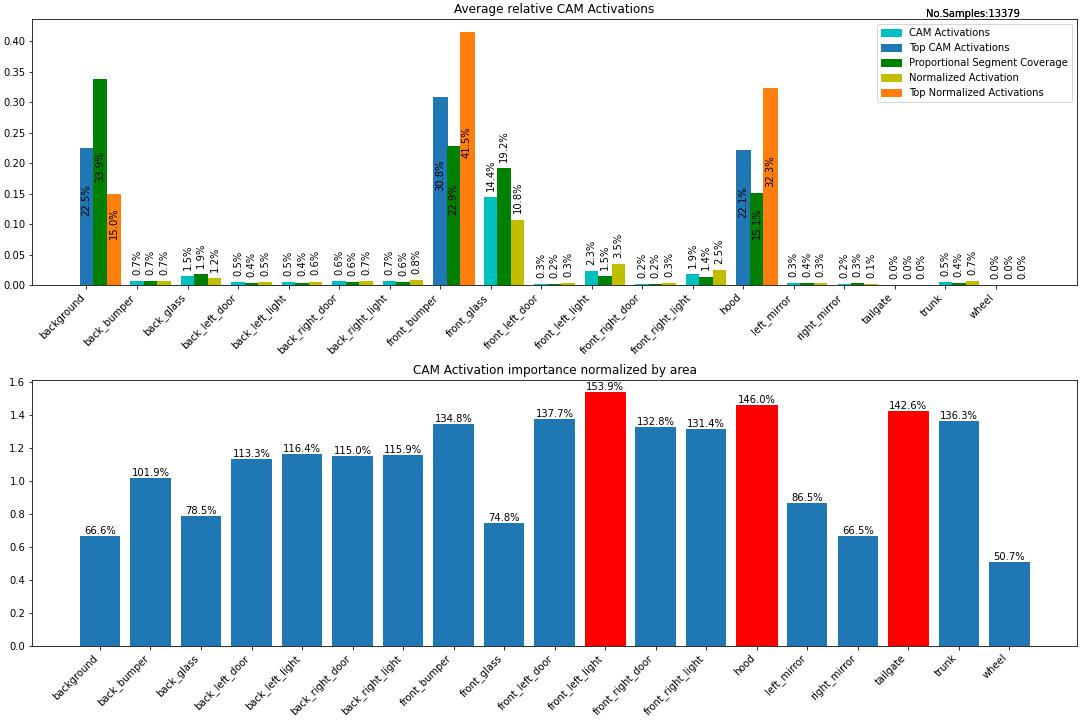 Average relative CAM Activations
No.Samples:13379
CAM Activations
Top CAM Activations
Proportional Segment Coverage
Normalized Activation
Top Normalized Activations
0.40
0.35
0.30
0.25
0.20
0.15
0.10
0.05
0.00
22.5% 33.9% 15.0%
0.7% 0.7% 0.7%
1.5% 1.9% 1.2%
0.5% 0.4% 0.5%
0.5% 0.4% 0.6%
0.6% 0.6% 0.7%
0.7% 0.6% 0.8%
30.8% 22.9% 41.5%
14.4% 19.2% 10.8%
0.3% 0.2% 0.3%
2.3% 1.5% 3.5%
0.2% 0.2% 0.3%
1.9% 1.4% 2.5%
22.1% 15.1% 32.3%
0.3% 0.4% 0.3%
0.2% 0.3% 0.1%
0.0% 0.0% 0.0%
0.5% 0.4% 0.7%
0.0% 0.0% 0.0%
background
back_bumper
back_glass
back_left_door
back_left_light
back_right_door
back_right_light
front_bumper
front_glass
front_left_door
front_left_light
front_right_door
front_right_light
hood
left_mirror
right_mirror
tailgate
trunk
wheel
CAM Activation importance normalized by area
1.6
1.4
1.2
1.0
0.8
0.6
0.4
0.2
0.0
66.6%
101.9%
78.5%
113.3%
116.4%
115.0%
115.9%
134.8%
74.8%
137.7%
153.9%
132.8%
131.4%
146.0%
86.5%
66.5%
142.6%
136.3%
50.7%
background
back_bumper
back_glass
back_left_door
back_left_light
back_right_door
back_right_light
front_bumper
front_glass
front_left_door
front_left_light
front_right_door
front_right_light
hood
left_mirror
right_mirror
tailgate
trunk
wheel